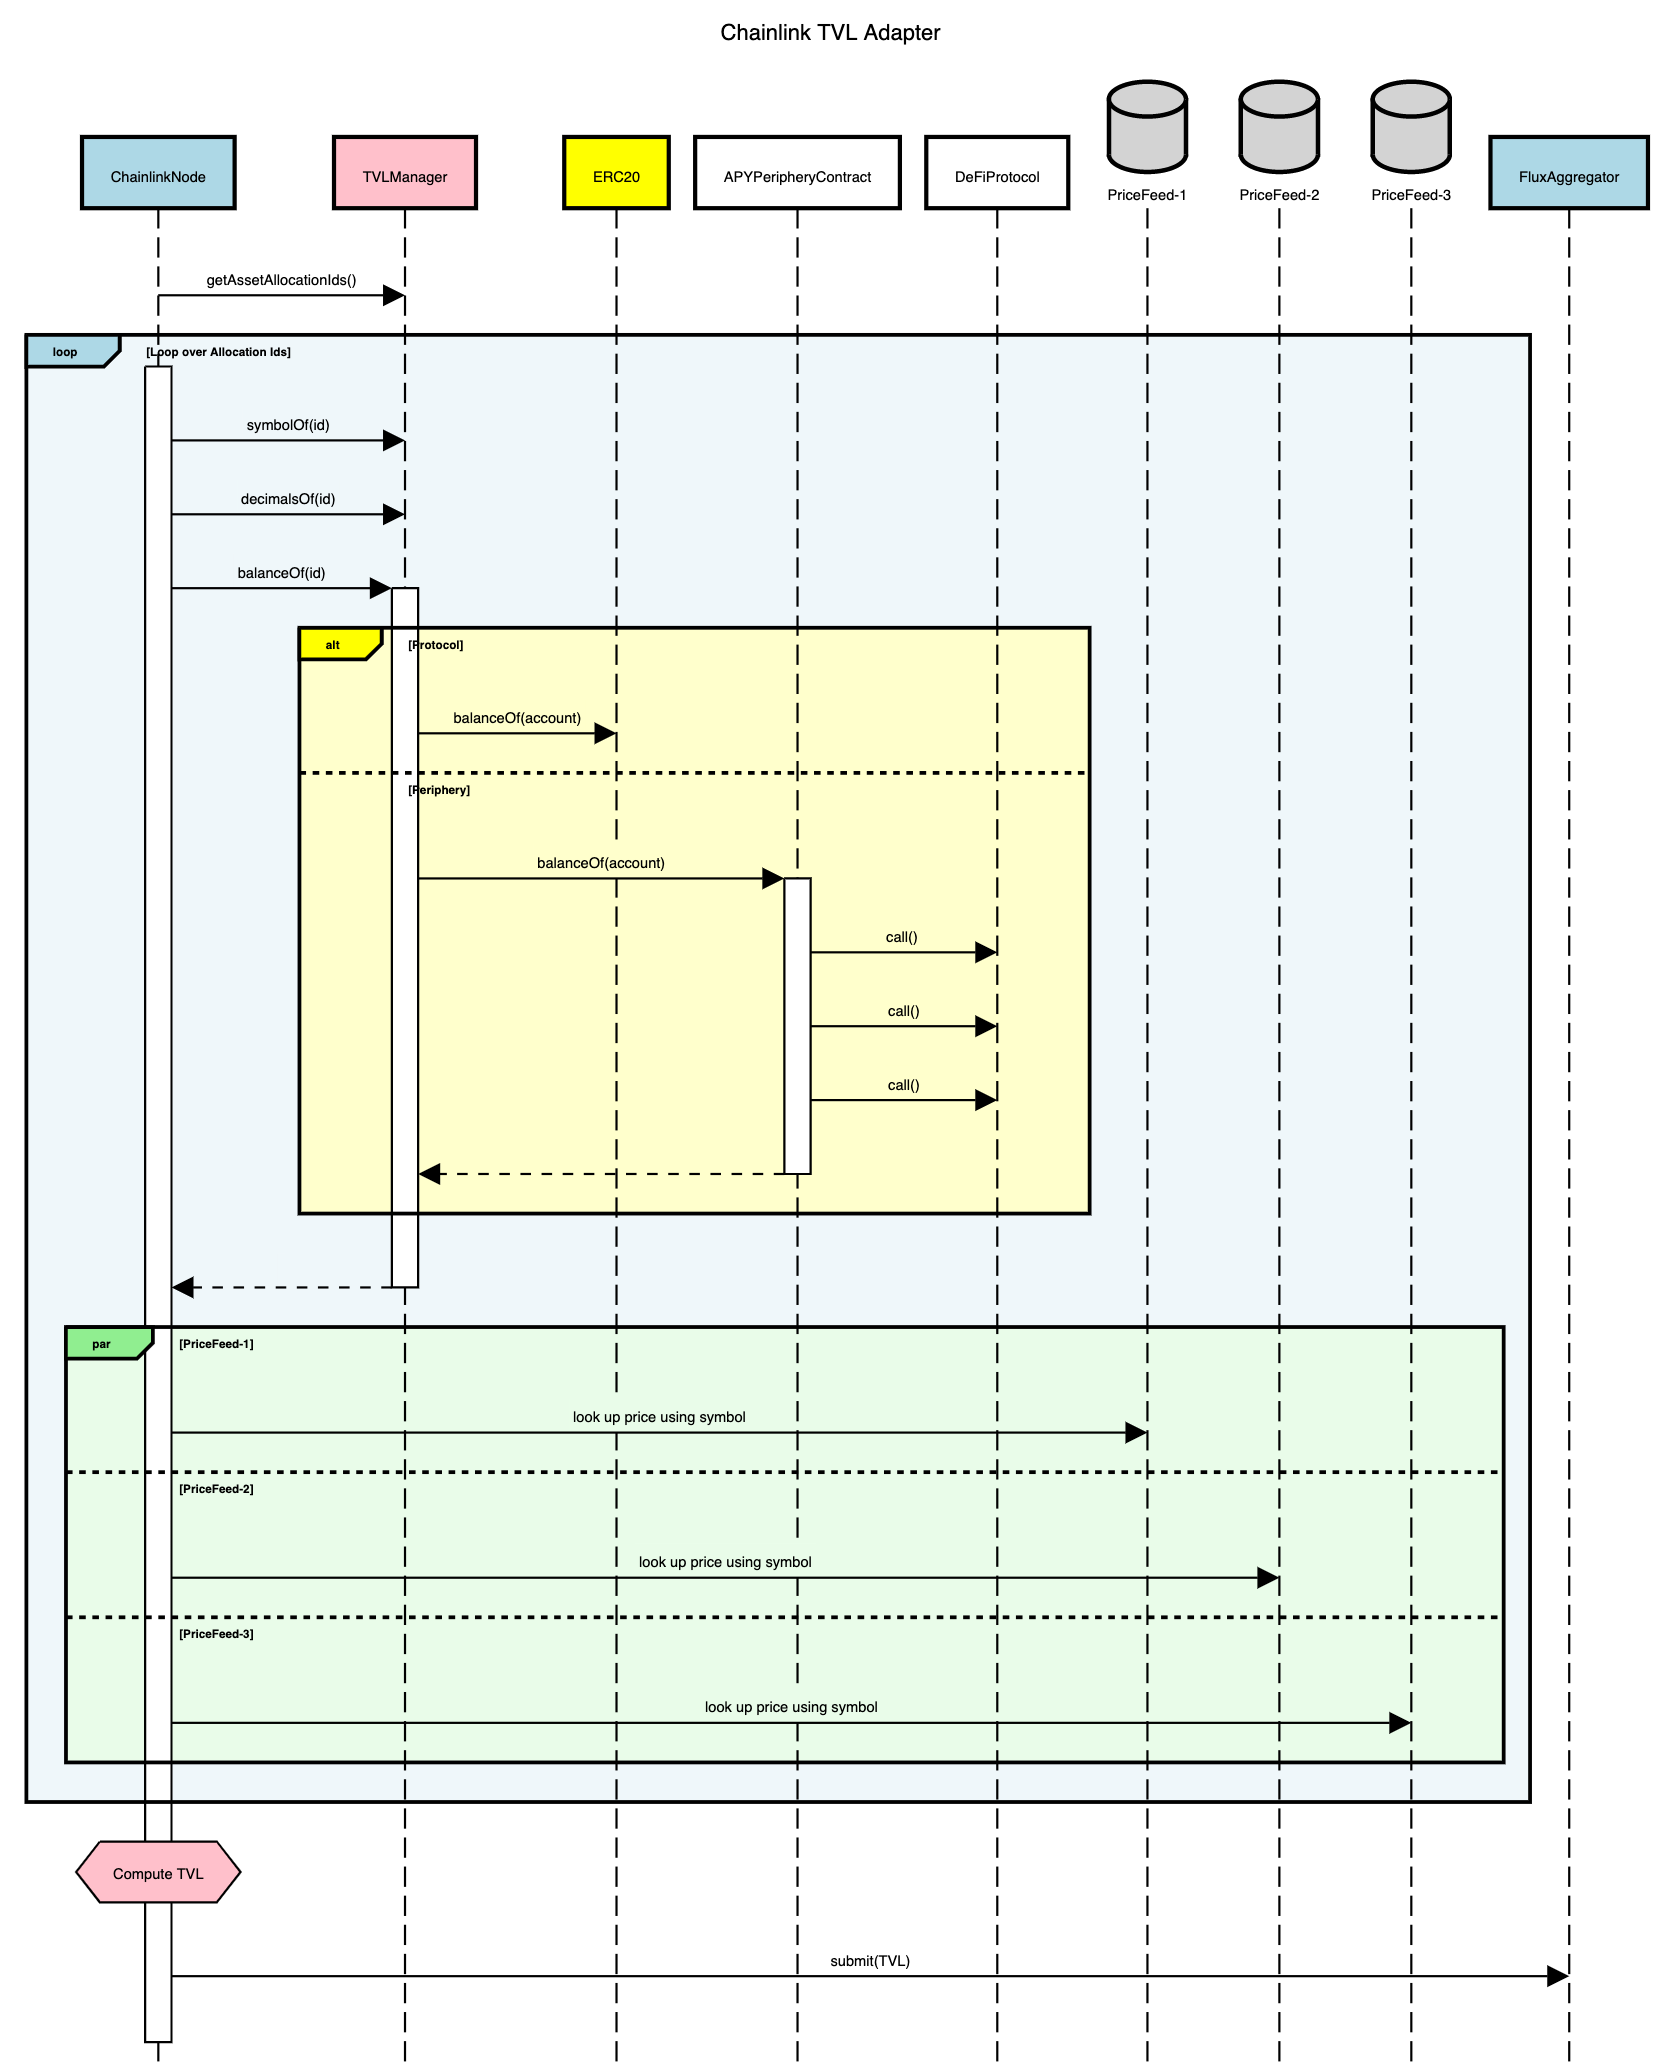 Chainlink TVL Adapter
ChainlinkNode
TVLManager
ERC20
APYPeripheryContract
DeFiProtocol
PriceFeed-1
PriceFeed-2
PriceFeed-3
FluxAggregator
getAssetAllocationIds()
loop
[Loop over Allocation Ids]
symbolOf(id)
decimalsOf(id)
balanceOf(id)
alt
[Protocol]
balanceOf(account)
[Periphery]
balanceOf(account)
call()
call()
call()
par
[PriceFeed-1]
look up price using symbol
[PriceFeed-2]
look up price using symbol
[PriceFeed-3]
look up price using symbol
Compute TVL
submit(TVL)